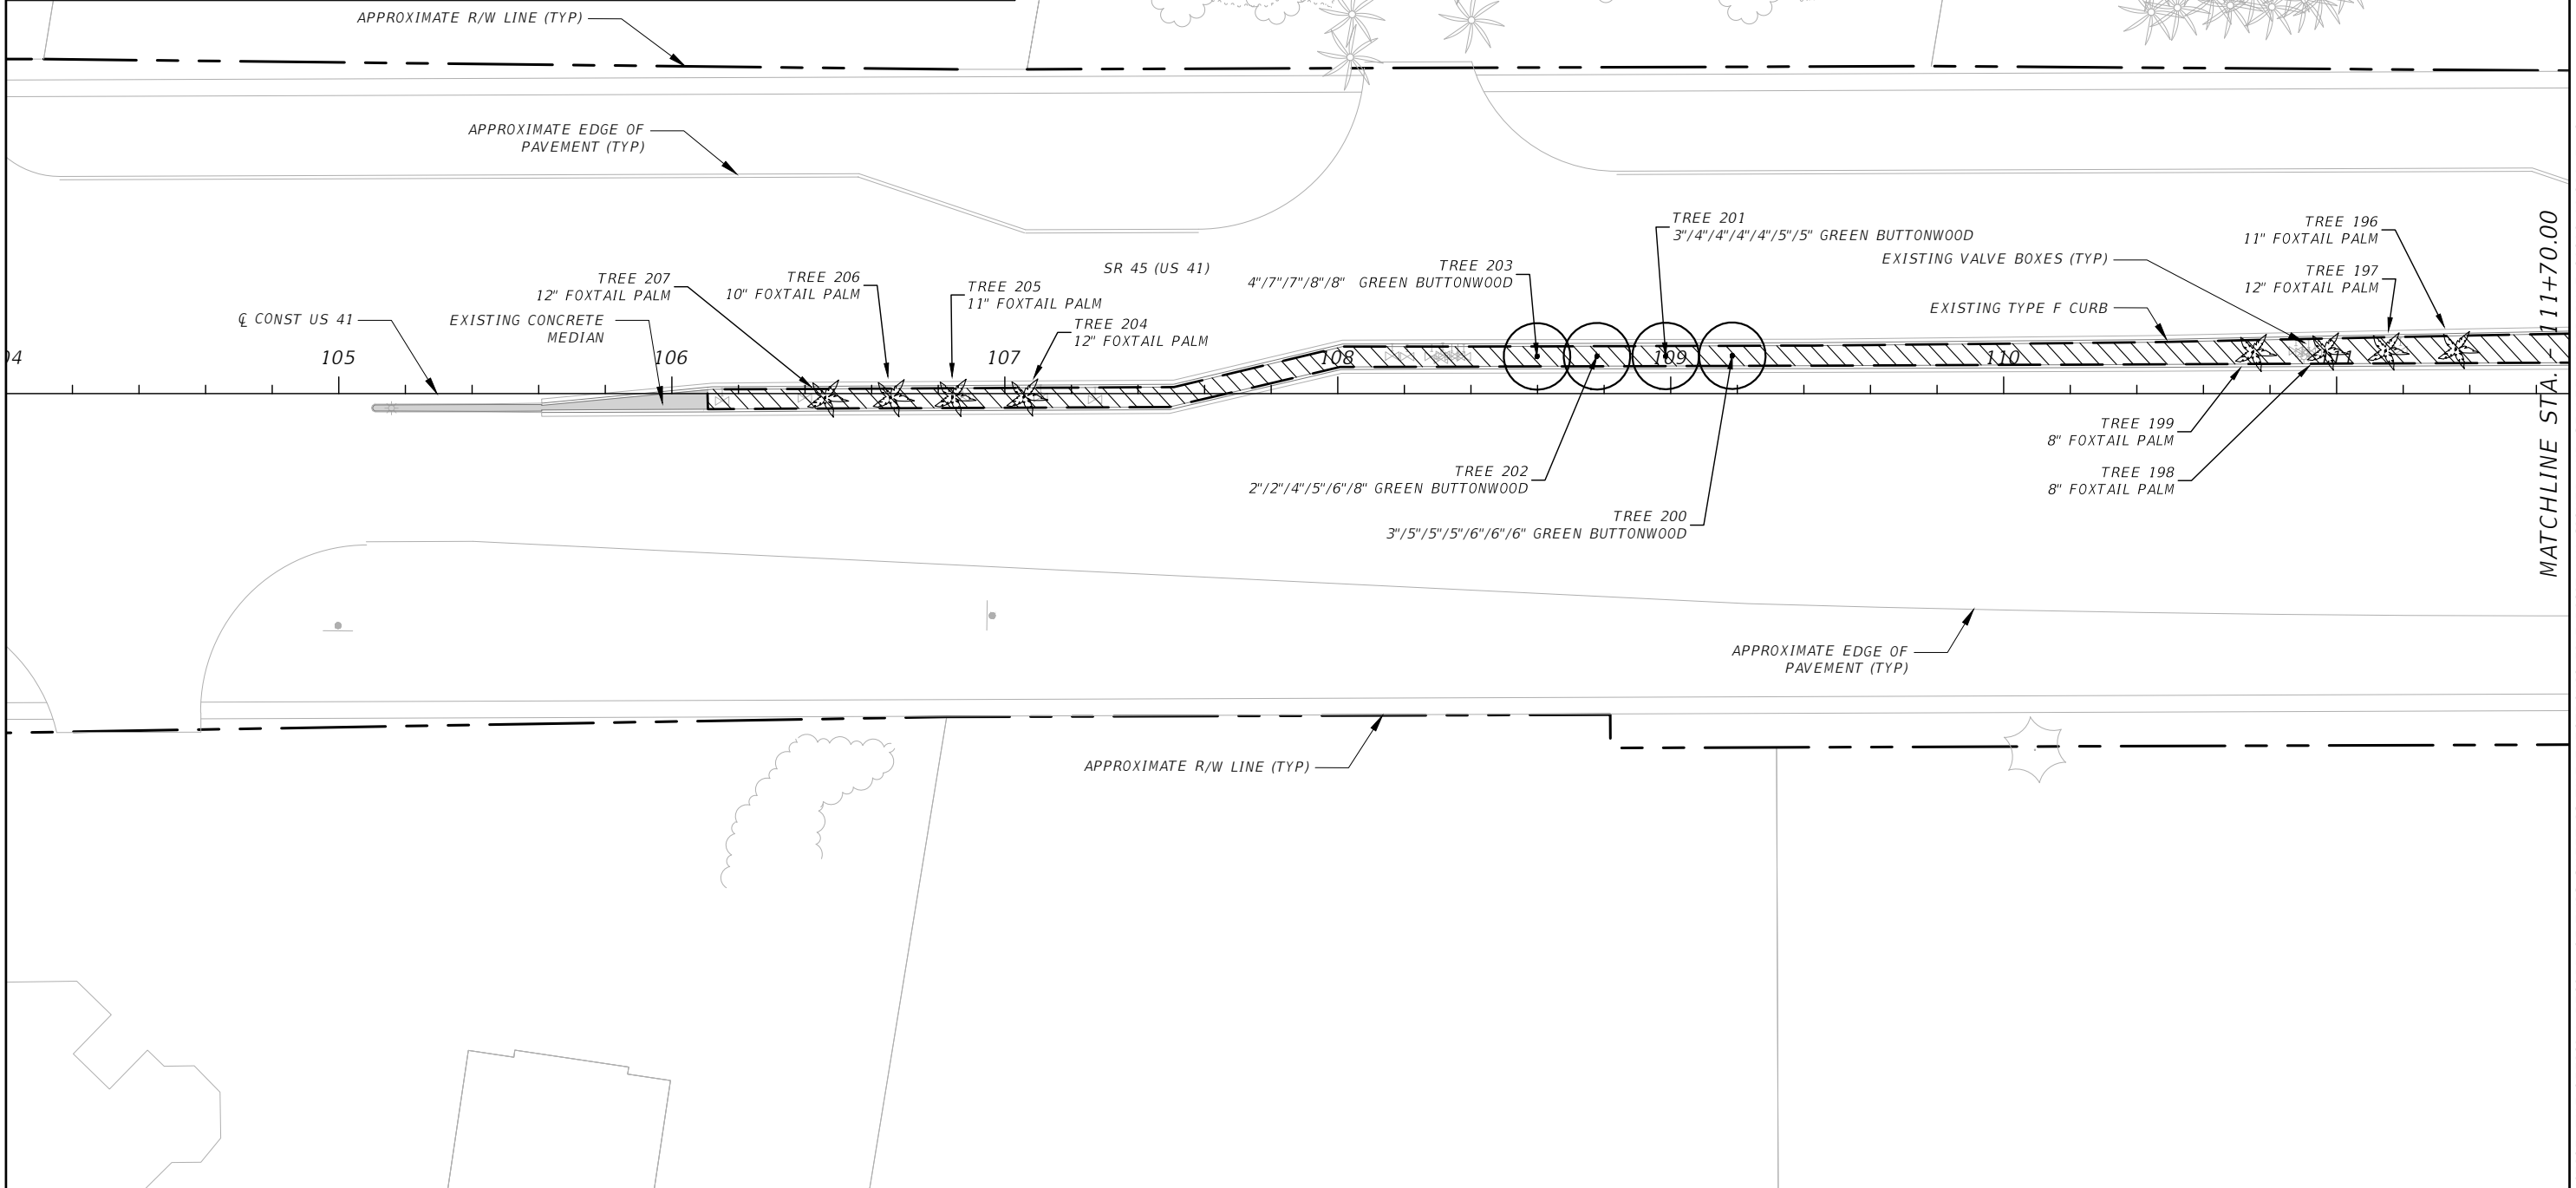 APPROXIMATE R/W LINE (TYP)
APPROXIMATE EDGE OF
PAVEMENT (TYP)
TREE 201
3"/4"/4"/4"/4"/5"/5" GREEN BUTTONWOOD
TREE 196
11" FOXTAIL PALM
EXISTING VALVE BOXES (TYP)
TREE 197
12" FOXTAIL PALM
SR 45 (US 41)
TREE 203
4"/7"/7"/8"/8" GREEN BUTTONWOOD
TREE 207
12" FOXTAIL PALM
TREE 206
10" FOXTAIL PALM
TREE 205
11" FOXTAIL PALM
EXISTING TYPE F CURB
℄ CONST US 41
EXISTING CONCRETE
MEDIAN
TREE 204
12" FOXTAIL PALM
04
105
106
107
108
109
110
111
MATCHLINE STA. - 111+70.00
TREE 199
8" FOXTAIL PALM
TREE 202
2"/2"/4"/5"/6"/8" GREEN BUTTONWOOD
TREE 198
8" FOXTAIL PALM
TREE 200
3"/5"/5"/5"/6"/6"/6" GREEN BUTTONWOOD
APPROXIMATE EDGE OF
PAVEMENT (TYP)
APPROXIMATE R/W LINE (TYP)